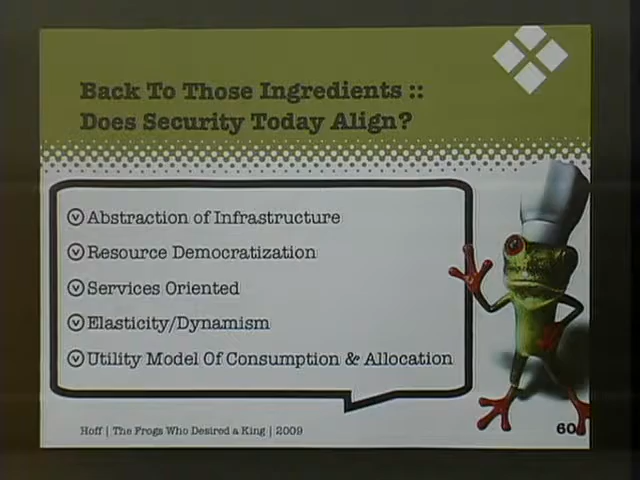 Back To Those Ingredients ::
Does Security Today Align?
Abstraction of Infrastructure
Resource Democratization
Services Oriented
Elasticity/Dynamism
Utility Model Of Consumption & Allocation
Hoff | The Frogs Who Desired a King | 2009
60